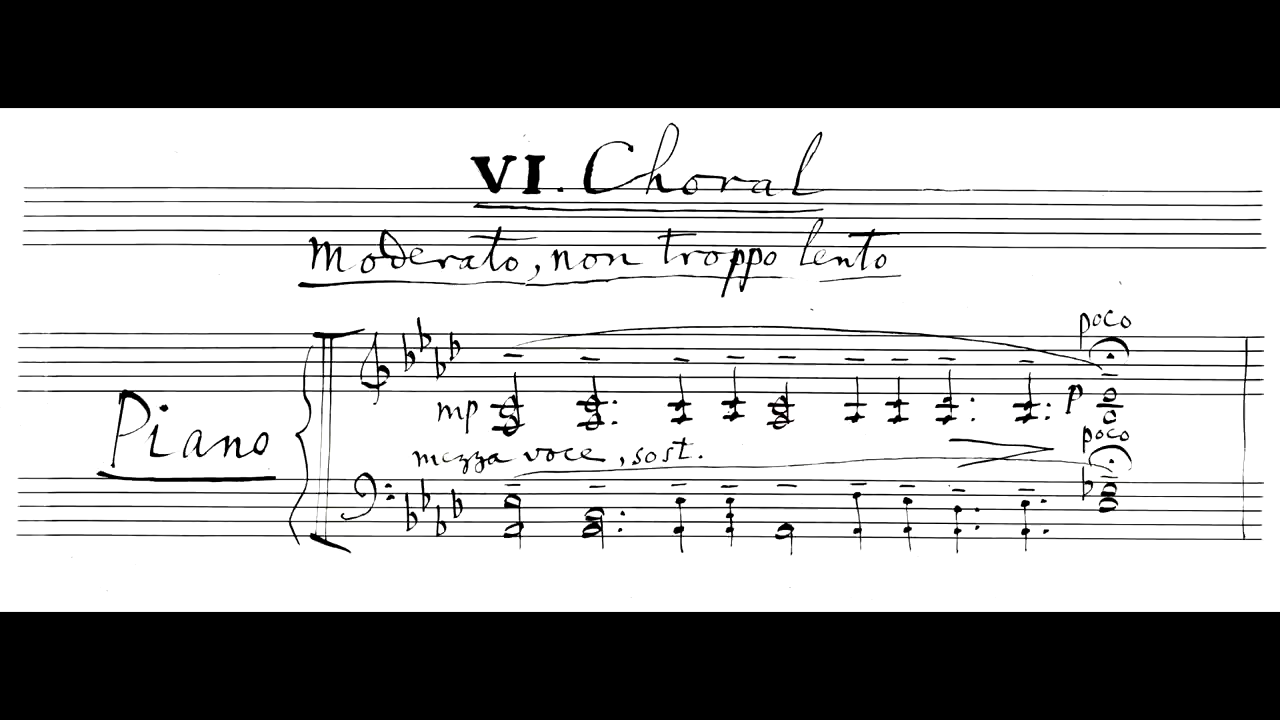 VI. Choral
Moderato, non troppo lento
poco
Piano
mp
p
poco
mezza voce, sost.